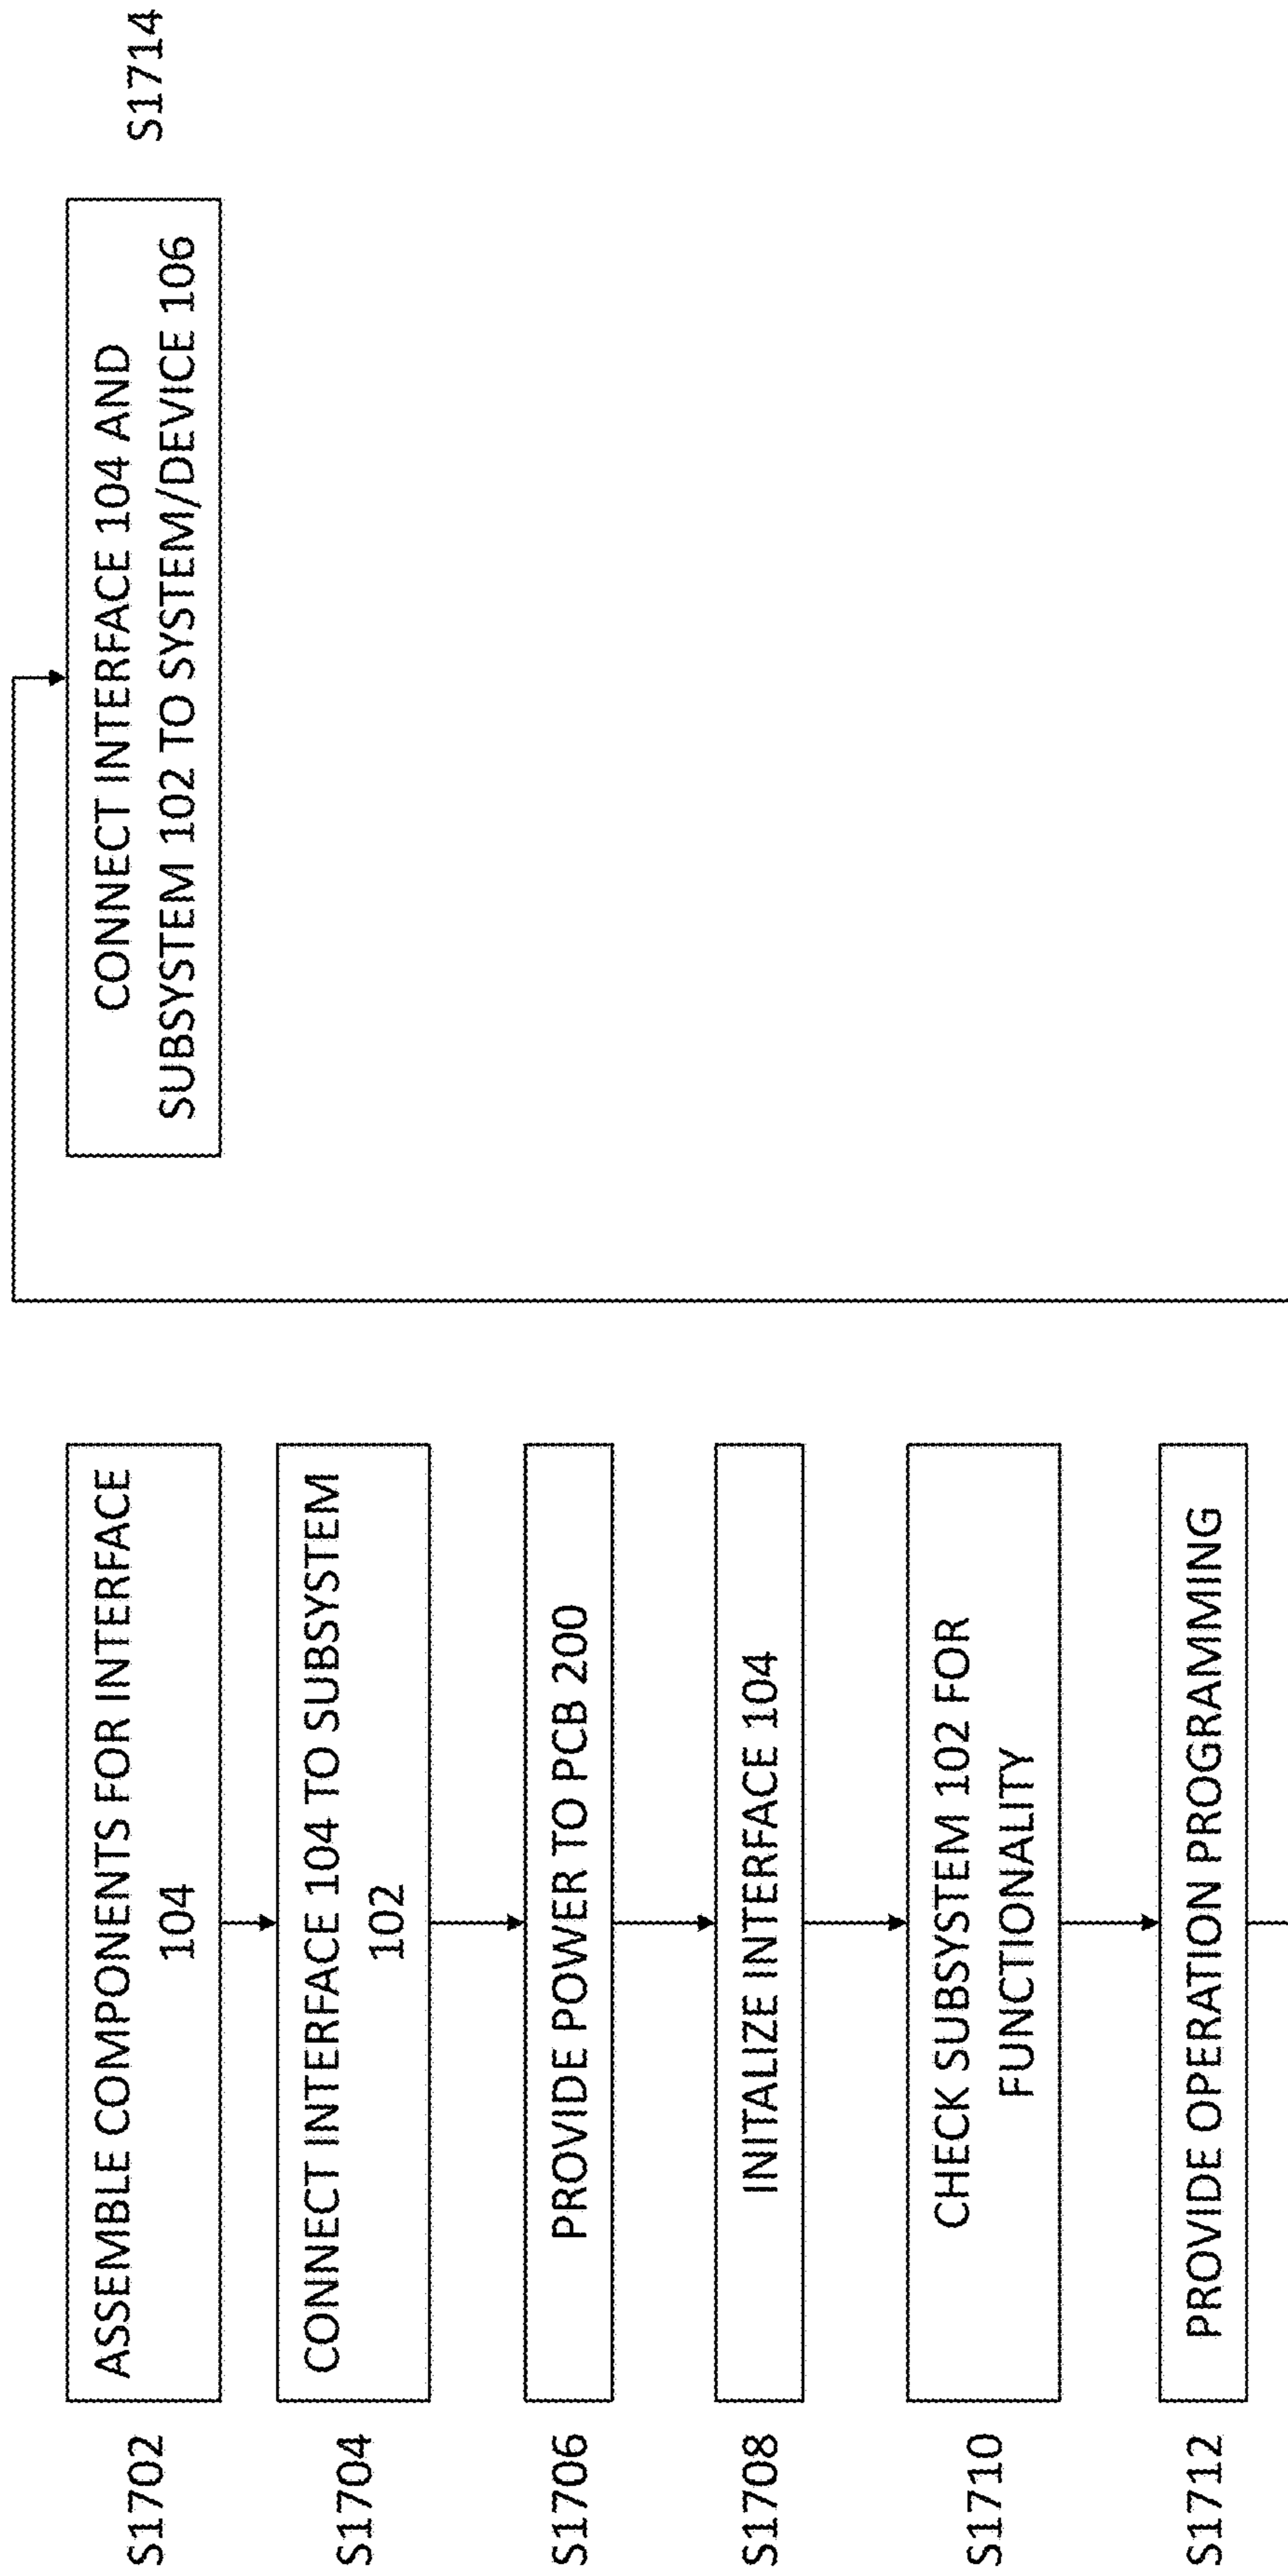 S1702
ASSEMBLE COMPONENTS FOR INTERFACE
104
S1704
CONNECT INTERFACE 104 TO SUBSYSTEM
102
S1706
PROVIDE POWER TO PCB 200
S1708
INITALIZE INTERFACE 104
S1710
CHECK SUBSYSTEM 102 FOR
FUNCTIONALITY
S1712
PROVIDE OPERATION PROGRAMMING
CONNECT INTERFACE 104 AND
SUBSYSTEM 102 TO SYSTEM/DEVICE 106
S1714